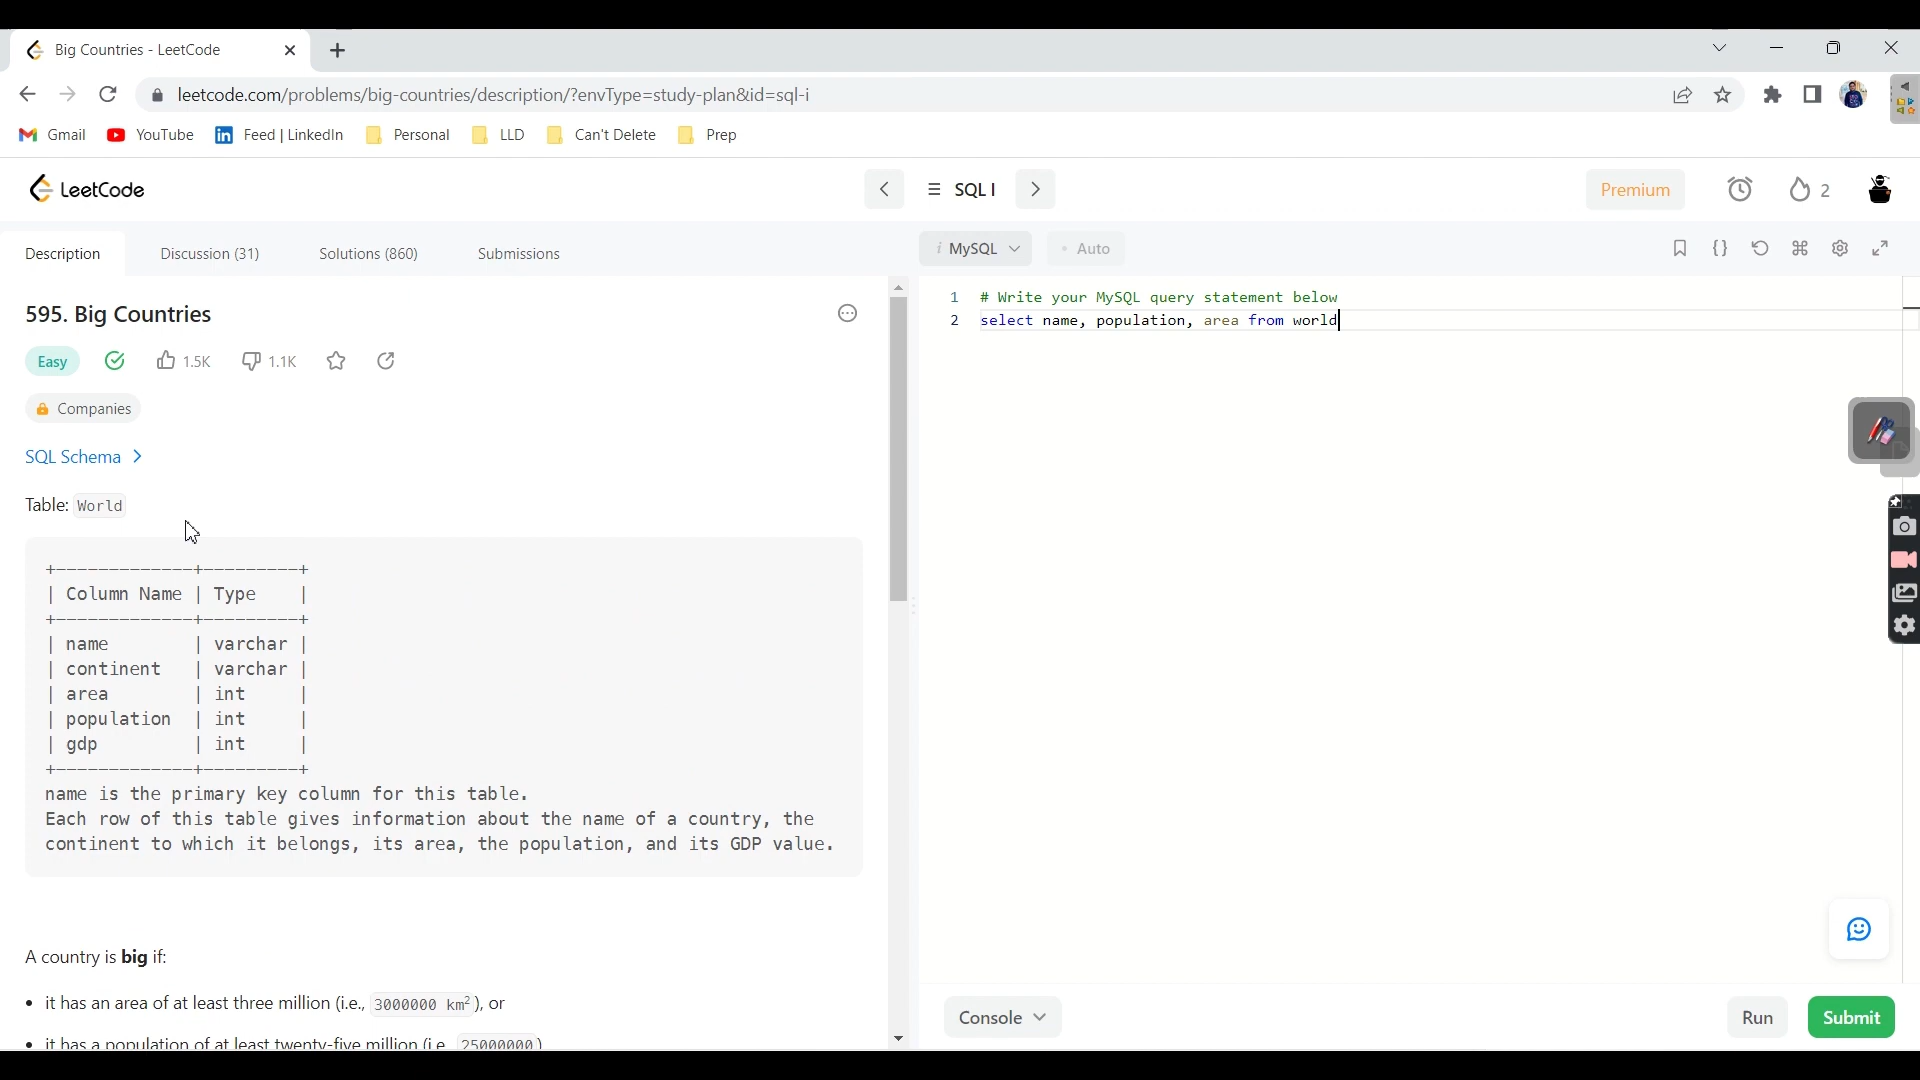 Big Countries - LeetCode
leetcode.com/problems/big-countries/description/?envType=study-plan&id=sql-i
Gmail YouTube Feed | LinkedIn Personal LLD Can't Delete Prep
LeetCode SQL I Premium 2
Description Discussion (31) Solutions (860) Submissions
i MySQL • Auto {}
595. Big Countries
Easy 1.5K 1.1K
Companies
SQL Schema >
Table: World
+-------------+---------+
| Column Name | Type    |
+-------------+---------+
| name        | varchar |
| continent   | varchar |
| area        | int     |
| population  | int     |
| gdp         | int     |
+-------------+---------+
name is the primary key column for this table.
Each row of this table gives information about the name of a country, the
continent to which it belongs, its area, the population, and its GDP value.
A country is big if:
• it has an area of at least three million (i.e., 3000000 km²), or
• it has a population of at least twenty-five million (i.e., 25000000)
1 # Write your MySQL query statement below
2 select name, population, area from world
Console Run Submit